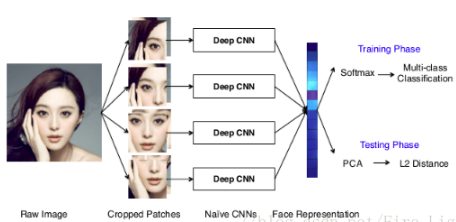 Deep CNN
Deep CNN
Deep CNN
Deep CNN
Training Phase
Softmax
Multi-class
Classification
Testing Phase
PCA
L2 Distance
Raw Image
Cropped Patches
Naïve CNNs
Face Representation